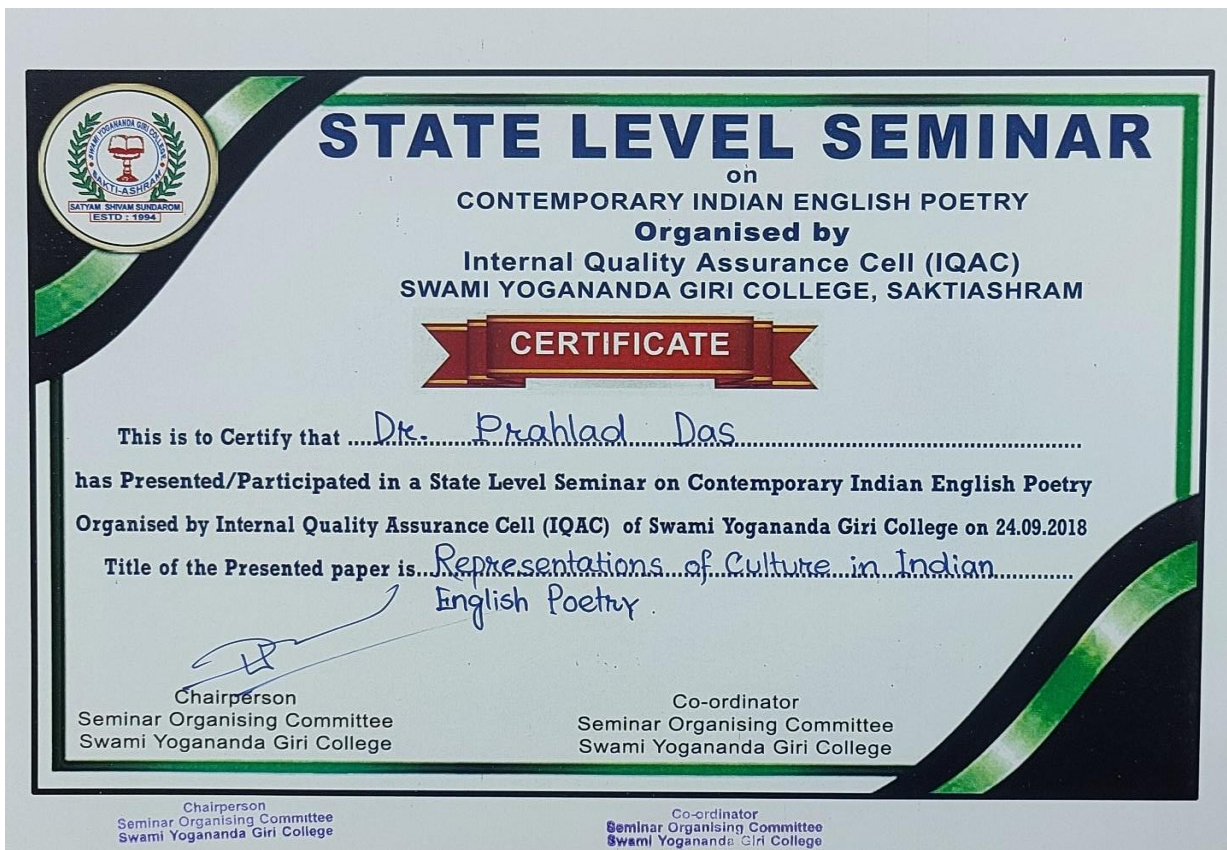 SWAMI YOGANANDA GIRI COLLEGE
SAKTI-ASHRAM
SATYAM SHIVAM SUNDAROM
ESTD : 1994
STATE LEVEL SEMINAR
on
CONTEMPORARY INDIAN ENGLISH POETRY
Organised by
Internal Quality Assurance Cell (IQAC)
SWAMI YOGANANDA GIRI COLLEGE, SAKTIASHRAM
CERTIFICATE
This is to Certify that Dr. Prahlad Das
has Presented/Participated in a State Level Seminar on Contemporary Indian English Poetry
Organised by Internal Quality Assurance Cell (IQAC) of Swami Yogananda Giri College on 24.09.2018
Title of the Presented paper is Representations of Culture in Indian
English Poetry.
Chairperson
Seminar Organising Committee
Swami Yogananda Giri College
Co-ordinator
Seminar Organising Committee
Swami Yogananda Giri College
Chairperson
Seminar Organising Committee
Swami Yogananda Giri College
Co-ordinator
Seminar Organising Committee
Swami Yogananda Giri College